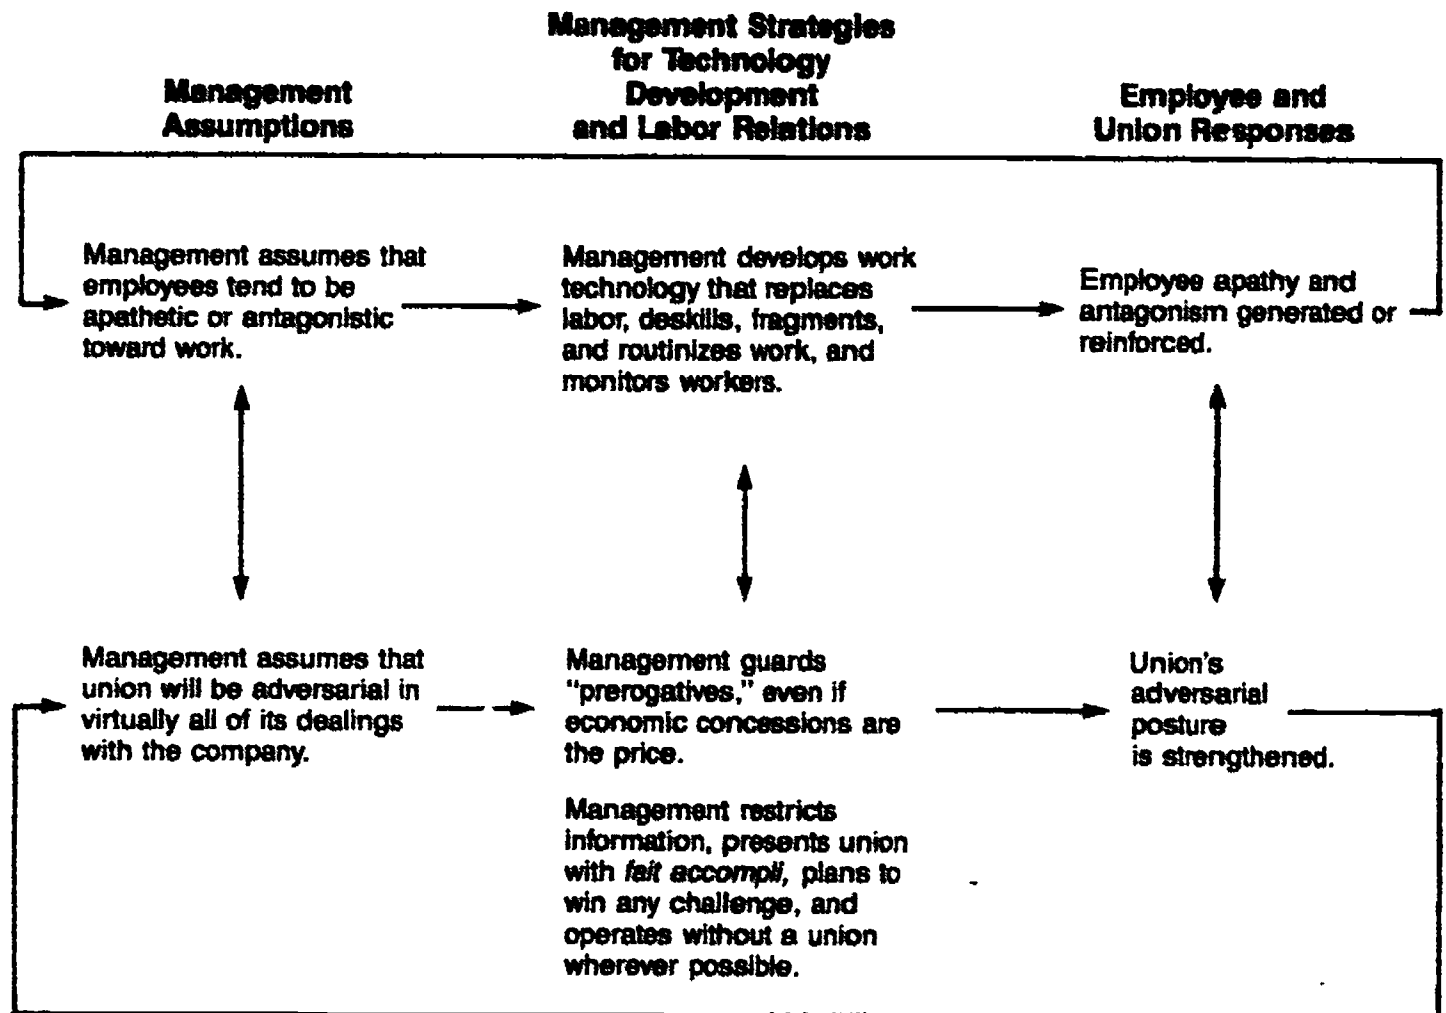 Management Strategies
for Technology
Development
and Labor Relations
Management
Assumptions
Employee and
Union Responses
Management assumes that
employees tend to be
apathetic or antagonistic
toward work.
Management develops work
technology that replaces
labor, deskills, fragments,
and routinizes work, and
monitors workers.
Employee apathy and
antagonism generated or
reinforced.
Management assumes that
union will be adversarial in
virtually all of its dealings
with the company.
Management guards
"prerogatives," even if
economic concessions are
the price.
Management restricts
information, presents union
with fait accompli, plans to
win any challenge, and
operates without a union
wherever possible.
Union's
adversarial
posture
is strengthened.